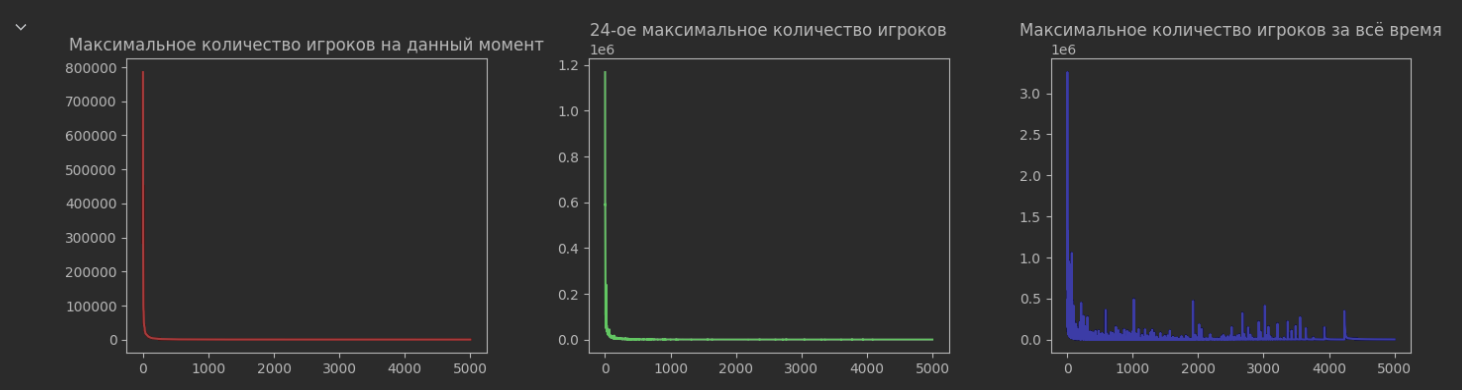 Максимальное количество игроков на данный момент
800000
700000
600000
500000
400000
300000
200000
100000
0
0 1000 2000 3000 4000 5000
24-ое максимальное количество игроков
1e6
1.2
1.0
0.8
0.6
0.4
0.2
0.0
0 1000 2000 3000 4000 5000
Максимальное количество игроков за всё время
1e6
3.0
2.5
2.0
1.5
1.0
0.5
0.0
0 1000 2000 3000 4000 5000